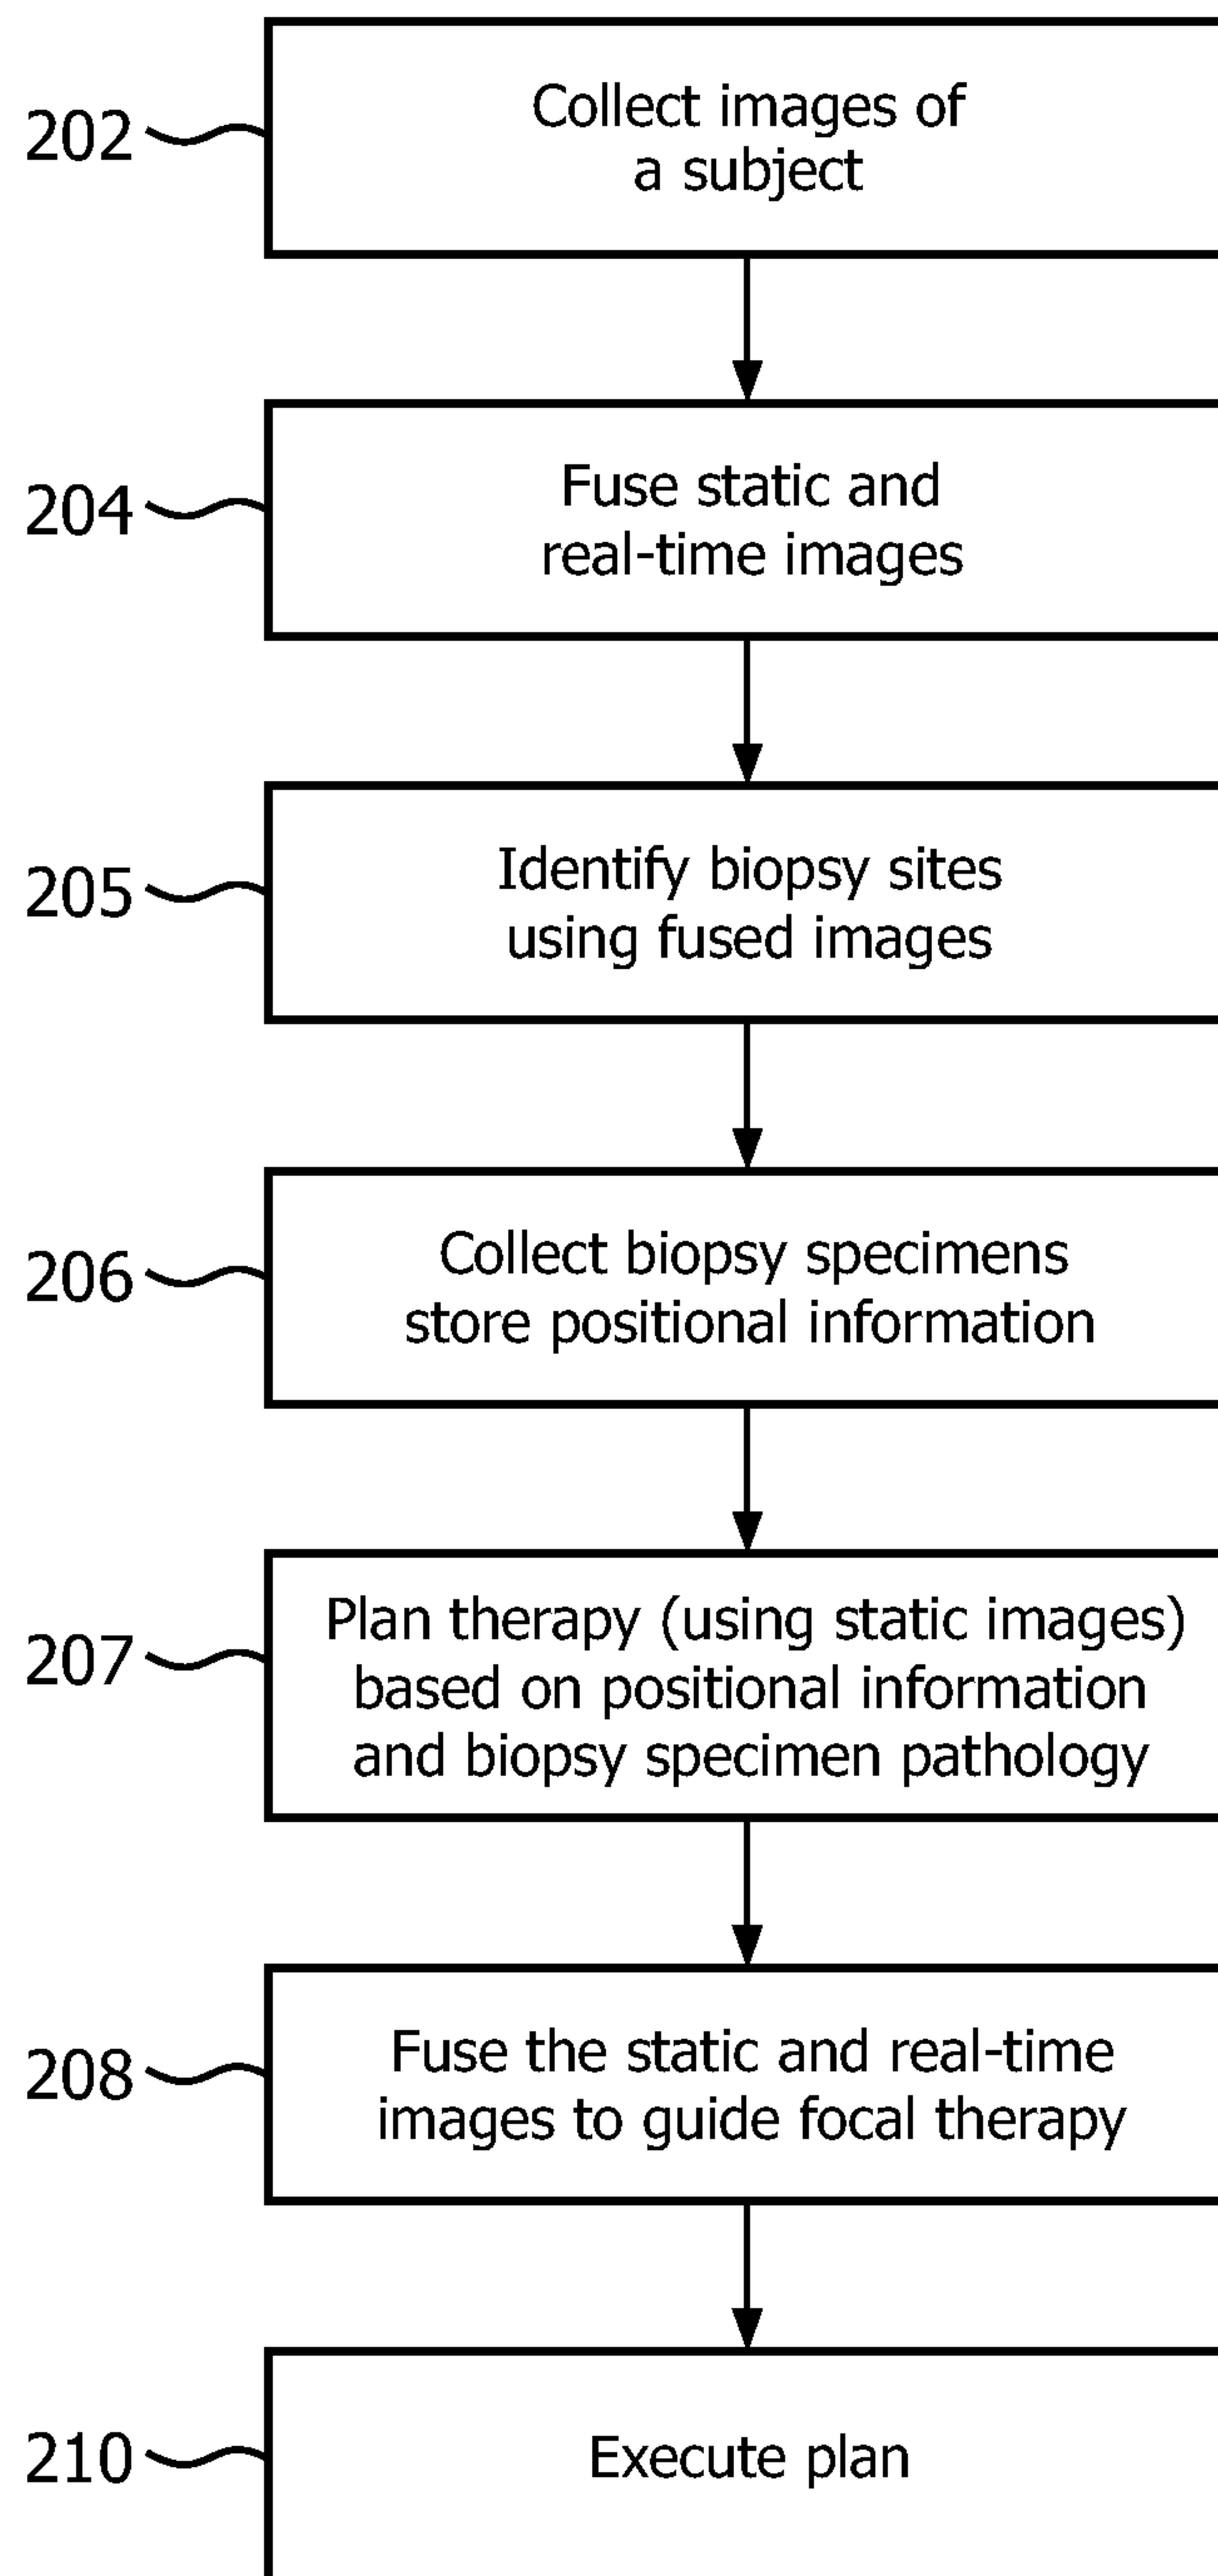 202
Collect images of
a subject
204
Fuse static and
real-time images
205
Identify biopsy sites
using fused images
206
Collect biopsy specimens
store positional information
207
Plan therapy (using static images)
based on positional information
and biopsy specimen pathology
208
Fuse the static and real-time
images to guide focal therapy
210
Execute plan